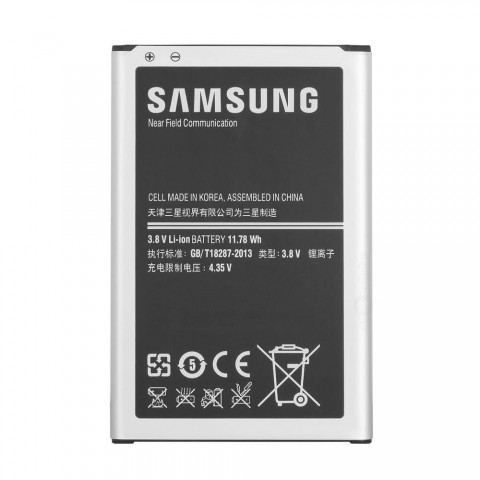 SAMSUNG
Near Field Communication
CELL MADE IN KOREA, ASSEMBLED IN CHINA
天津三星视界有限公司为三星制造
3.8 V Li-ion BATTERY 11.78 Wh
执行标准: GB/T18287-2013 类型: 3.8 V 锂离子
充电限制电压: 4.35 V
5
CE